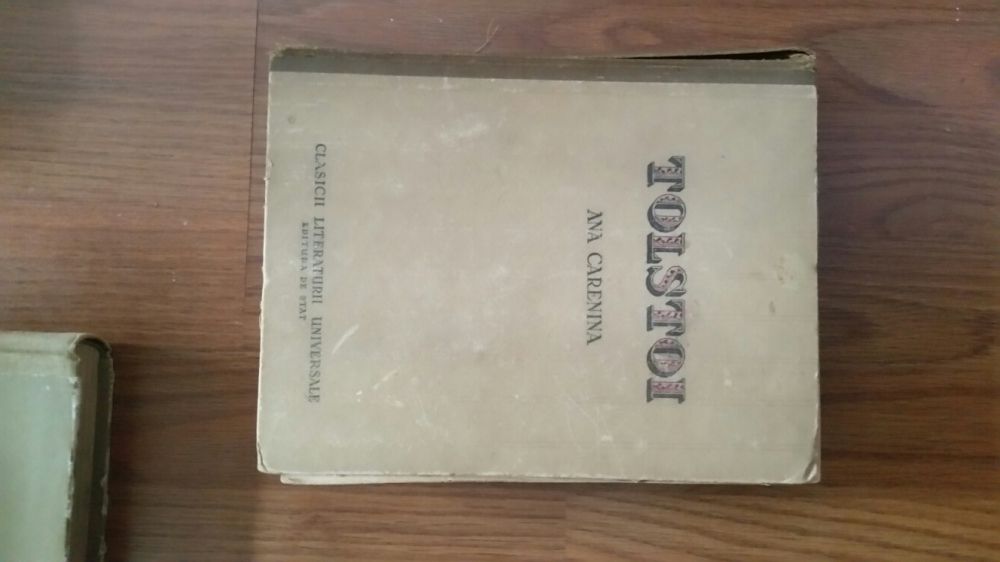 TOLSTOI
ANA CARENINA
CLASICII LITERATURII UNIVERSALE
EDITURA DE STAT